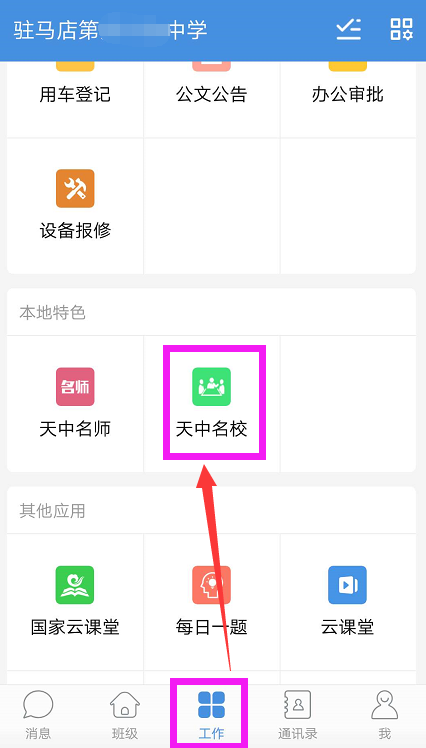 驻马店第 中学
用车登记 公文公告 办公审批
设备报修
本地特色
名师
天中名师 天中名校
其他应用
国家云课堂 每日一题 云课堂
消息 班级 工作 通讯录 我